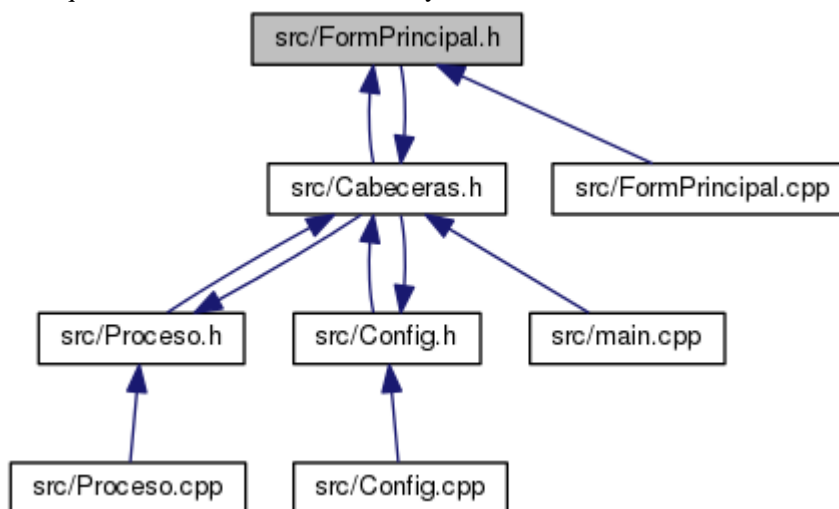 src/FormPrincipal.h
src/Cabeceras.h
src/FormPrincipal.cpp
src/Proceso.h
src/Config.h
src/main.cpp
src/Proceso.cpp
src/Config.cpp